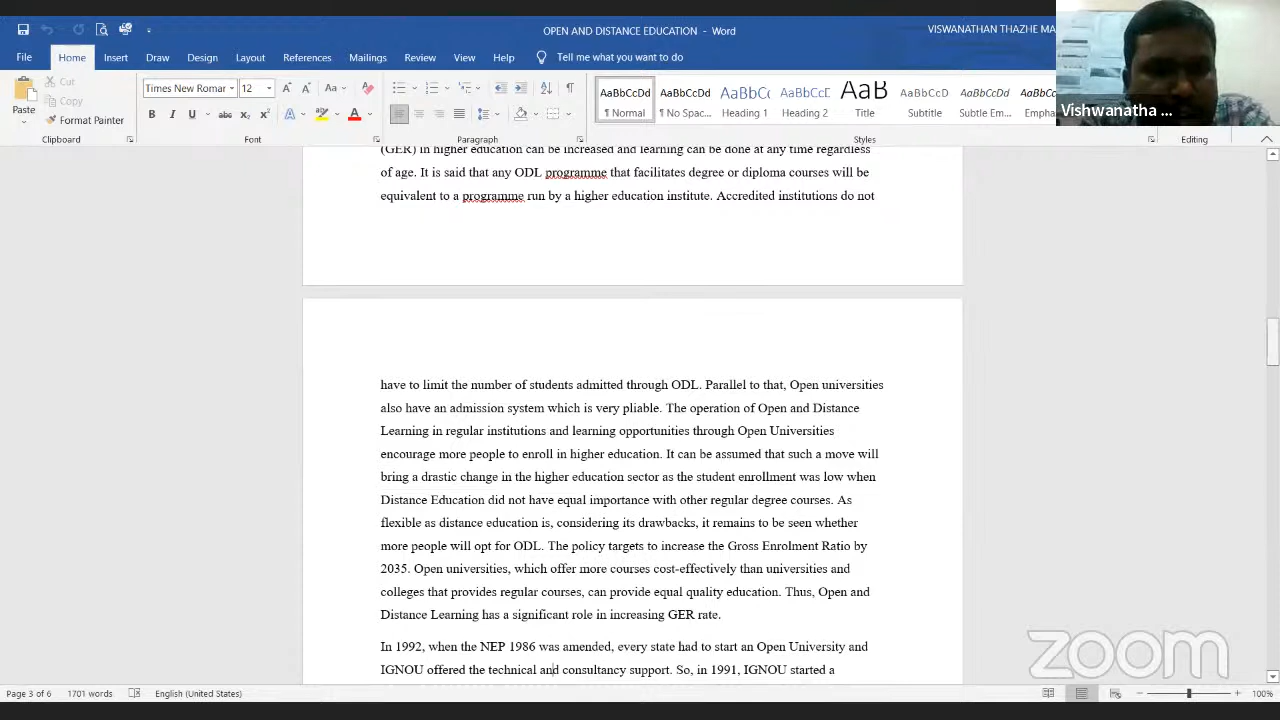 OPEN AND DISTANCE EDUCATION - Word
VISWANATHAN THAZHE MA
File Home Insert Draw Design Layout References Mailings Review View Help Tell me what you want to do
Vishwanatha ...
Paste
Cut
Copy
Format Painter
Times New Romar 12
AaBbCcDd AaBbCcDd AaBbC( AaBbCcE AaB AaBbCcD AaBbCcDd AaBbCc
¶ Normal ¶ No Spac... Heading 1 Heading 2 Title Subtitle Subtle Em... Empha
Clipboard Font Paragraph Styles Editing
(GER) in higher education can be increased and learning can be done at any time regardless
of age. It is said that any ODL programme that facilitates degree or diploma courses will be
equivalent to a programme run by a higher education institute. Accredited institutions do not
have to limit the number of students admitted through ODL. Parallel to that, Open universities
also have an admission system which is very pliable. The operation of Open and Distance
Learning in regular institutions and learning opportunities through Open Universities
encourage more people to enroll in higher education. It can be assumed that such a move will
bring a drastic change in the higher education sector as the student enrollment was low when
Distance Education did not have equal importance with other regular degree courses. As
flexible as distance education is, considering its drawbacks, it remains to be seen whether
more people will opt for ODL. The policy targets to increase the Gross Enrolment Ratio by
2035. Open universities, which offer more courses cost-effectively than universities and
colleges that provides regular courses, can provide equal quality education. Thus, Open and
Distance Learning has a significant role in increasing GER rate.
In 1992, when the NEP 1986 was amended, every state had to start an Open University and
IGNOU offered the technical and consultancy support. So, in 1991, IGNOU started a
zoom
Page 3 of 6 1701 words English (United States) 100%